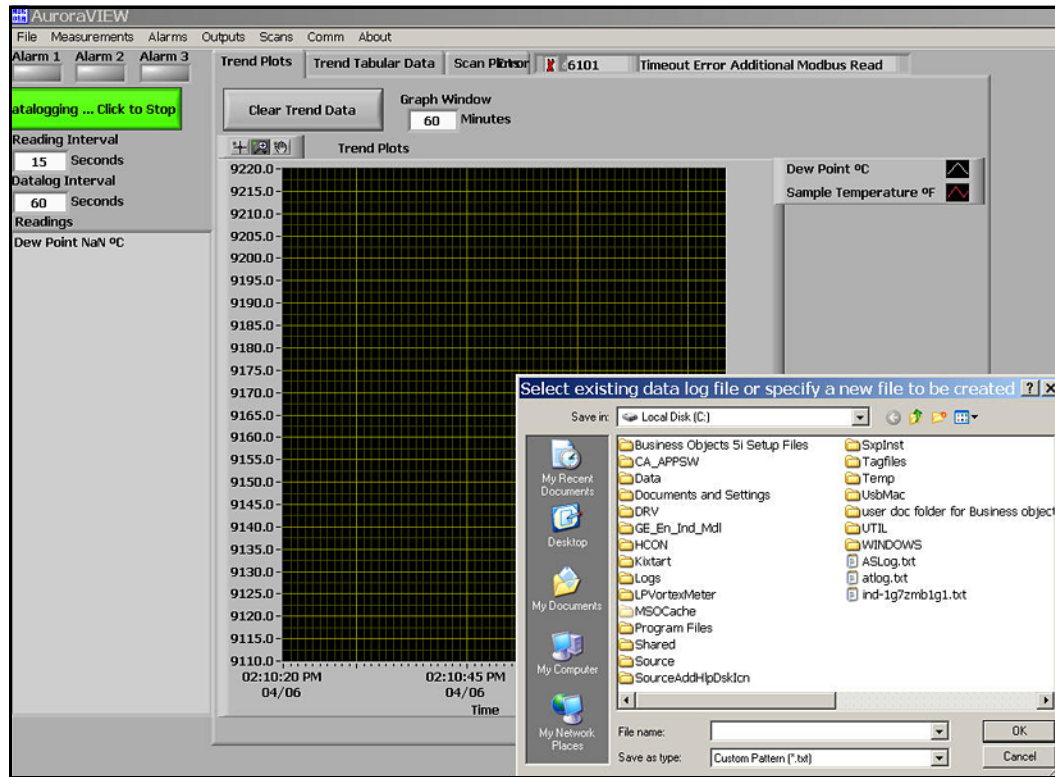 AuroraVIEW
File Measurements Alarms Outputs Scans Comm About
Alarm 1 Alarm 2 Alarm 3
atalogging ... Click to Stop
Reading Interval
15 Seconds
Datalog Interval
60 Seconds
Readings
Dew Point NaN ºC
Trend Plots Trend Tabular Data Scan 6101 Timeout Error Additional Modbus Read
Clear Trend Data
Graph Window
60 Minutes
Trend Plots
Dew Point ºC
Sample Temperature ºF
9220.0
9215.0
9210.0
9205.0
9200.0
9195.0
9190.0
9185.0
9180.0
9175.0
9170.0
9165.0
9160.0
9155.0
9150.0
9145.0
9140.0
9135.0
9130.0
9125.0
9120.0
9115.0
9110.0
02:10:20 PM
04/06
02:10:45 PM
04/06
Time
Select existing data log file or specify a new file to be created
Save in: Local Disk (C:)
My Recent Documents
Desktop
My Documents
My Computer
My Network Places
Business Objects 5i Setup Files
CA_APPSW
Data
Documents and Settings
DRV
GE_En_Ind_Mdl
HCON
Kixtart
Logs
LPVortexMeter
MSOCache
Program Files
Shared
Source
SourceAddHlpDskIcn
SxpInst
Tagfiles
Temp
UsbMac
user doc folder for Business object
UTIL
WINDOWS
ASLog.txt
atlog.txt
ind-1g7zmb1g1.txt
File name:
OK
Save as type: Custom Pattern (*.txt)
Cancel